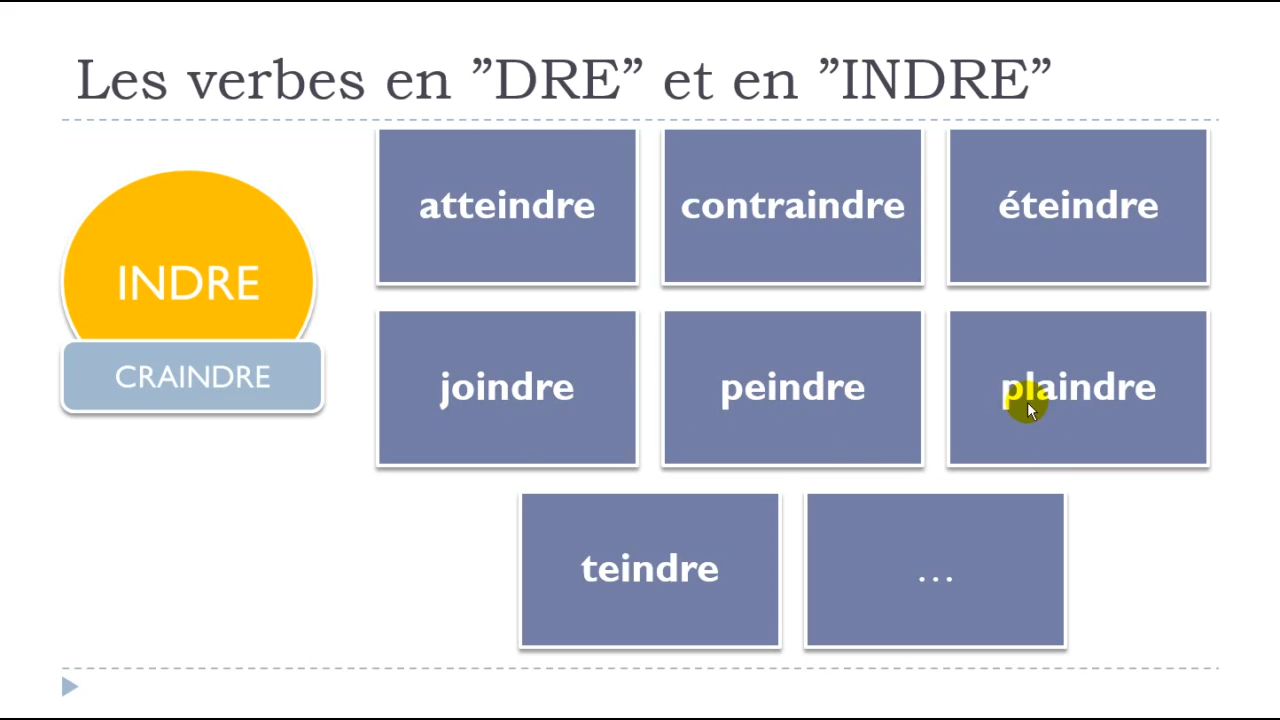 Les verbes en ”DRE” et en ”INDRE”
INDRE
CRAINDRE
atteindre
contraindre
éteindre
joindre
peindre
plaindre
teindre
…